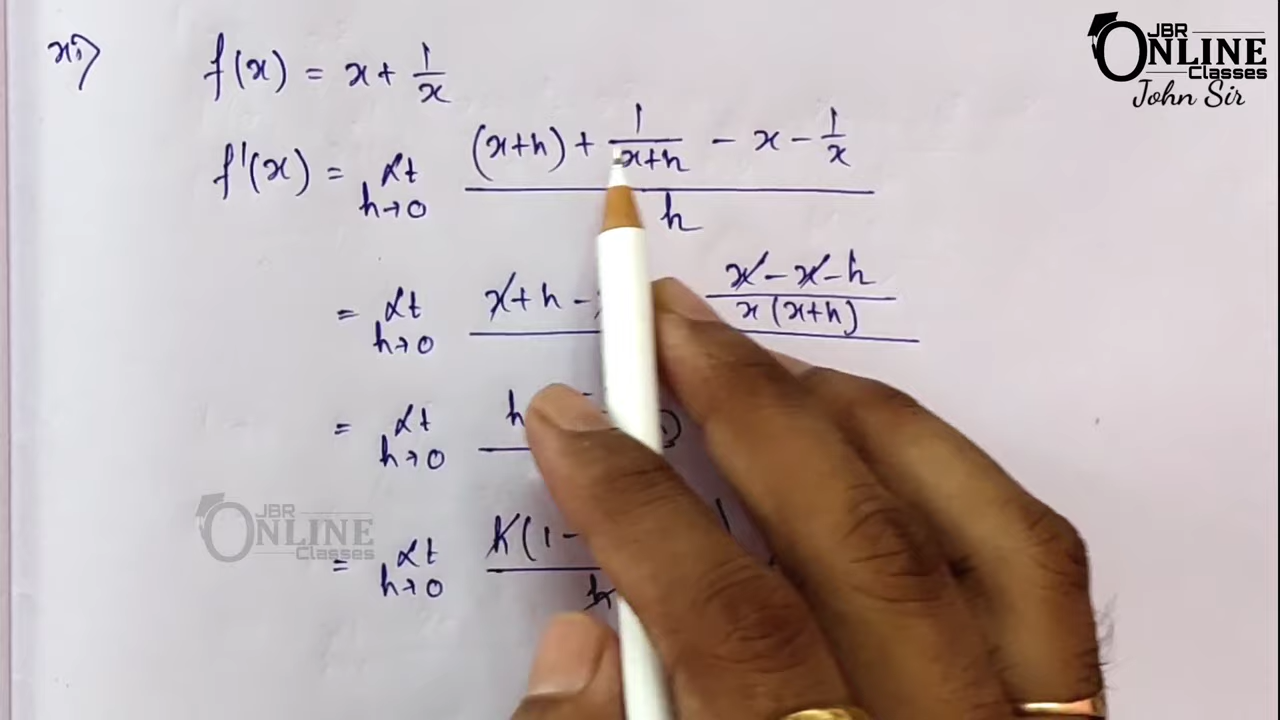 JBR
ONLINE
Classes
John Sir
xi) f(x) = x + 1/x
f'(x) = Lt h→0 ((x+h) + 1/(x+h) - x - 1/x) / h
= Lt h→0 x + h - (x - x - h) / (x(x+h))
= Lt h→0 h
= Lt h→0 h(1 - / h
JBR
ONLINE
Classes